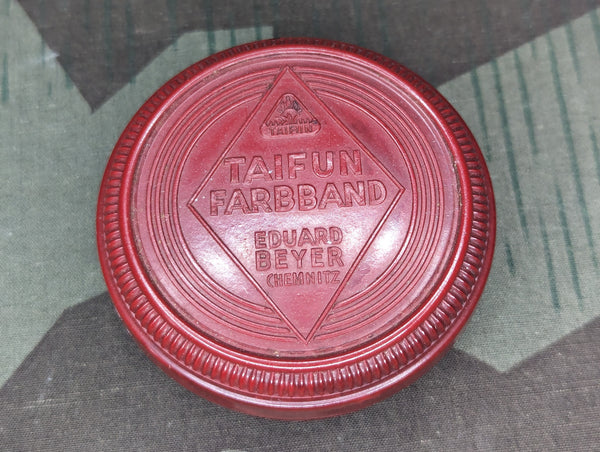 TAIFUN
TAIFUN
FARBBAND
EDUARD
BEYER
CHEMNITZ